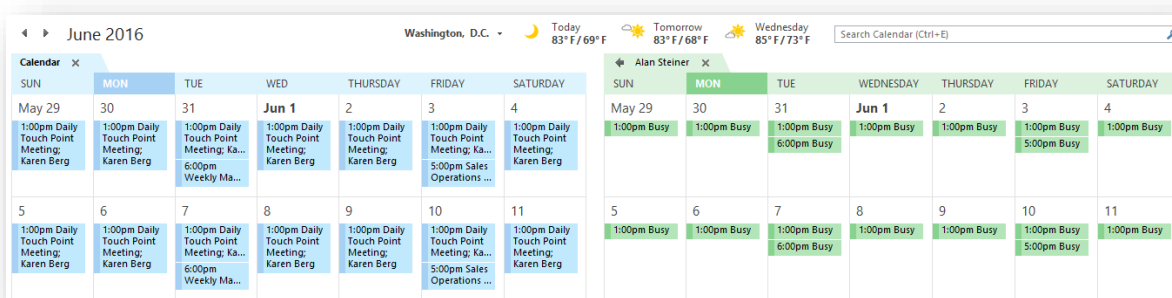 June 2016
Washington, D.C.
Today
83° F/69° F
Tomorrow
83° F/68° F
Wednesday
85° F/73° F
Search Calendar (Ctrl+E)
Calendar
SUN MON TUE WED THURSDAY FRIDAY SATURDAY
May 29
1:00pm Daily
Touch Point
Meeting;
Karen Berg
30
1:00pm Daily
Touch Point
Meeting;
Karen Berg
31
1:00pm Daily
Touch Point
Meeting; Ka...
6:00pm
Weekly Ma...
Jun 1
1:00pm Daily
Touch Point
Meeting;
Karen Berg
2
1:00pm Daily
Touch Point
Meeting;
Karen Berg
3
1:00pm Daily
Touch Point
Meeting; Ka...
5:00pm Sales
Operations ...
4
1:00pm Daily
Touch Point
Meeting;
Karen Berg
5
1:00pm Daily
Touch Point
Meeting;
Karen Berg
6
1:00pm Daily
Touch Point
Meeting;
Karen Berg
7
1:00pm Daily
Touch Point
Meeting; Ka...
6:00pm
Weekly Ma...
8
1:00pm Daily
Touch Point
Meeting;
Karen Berg
9
1:00pm Daily
Touch Point
Meeting;
Karen Berg
10
1:00pm Daily
Touch Point
Meeting; Ka...
5:00pm Sales
Operations ...
11
1:00pm Daily
Touch Point
Meeting;
Karen Berg
Alan Steiner
SUN MON TUE WEDNESDAY THURSDAY FRIDAY SATURDAY
May 29
1:00pm Busy
30
1:00pm Busy
31
1:00pm Busy
6:00pm Busy
Jun 1
1:00pm Busy
2
1:00pm Busy
3
1:00pm Busy
5:00pm Busy
4
1:00pm Busy
5
1:00pm Busy
6
1:00pm Busy
7
1:00pm Busy
6:00pm Busy
8
1:00pm Busy
9
1:00pm Busy
10
1:00pm Busy
5:00pm Busy
11
1:00pm Busy